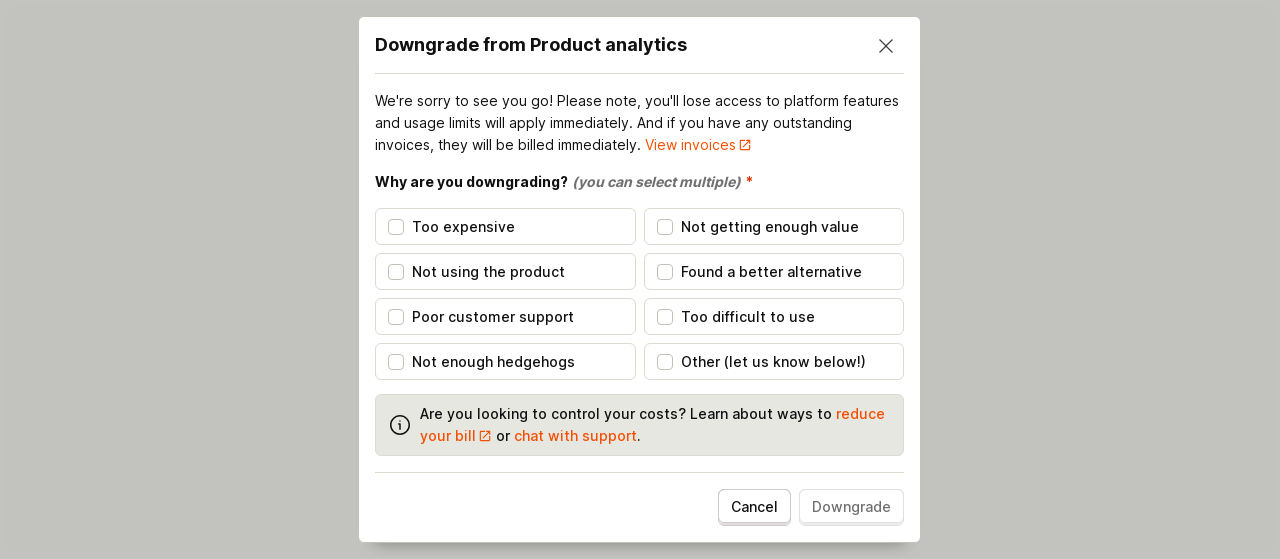 Downgrade from Product analytics
We're sorry to see you go! Please note, you'll lose access to platform features
and usage limits will apply immediately. And if you have any outstanding
invoices, they will be billed immediately. View invoices
Why are you downgrading? (you can select multiple) *
Too expensive
Not getting enough value
Not using the product
Found a better alternative
Poor customer support
Too difficult to use
Not enough hedgehogs
Other (let us know below!)
Are you looking to control your costs? Learn about ways to reduce
your bill or chat with support.
Cancel
Downgrade